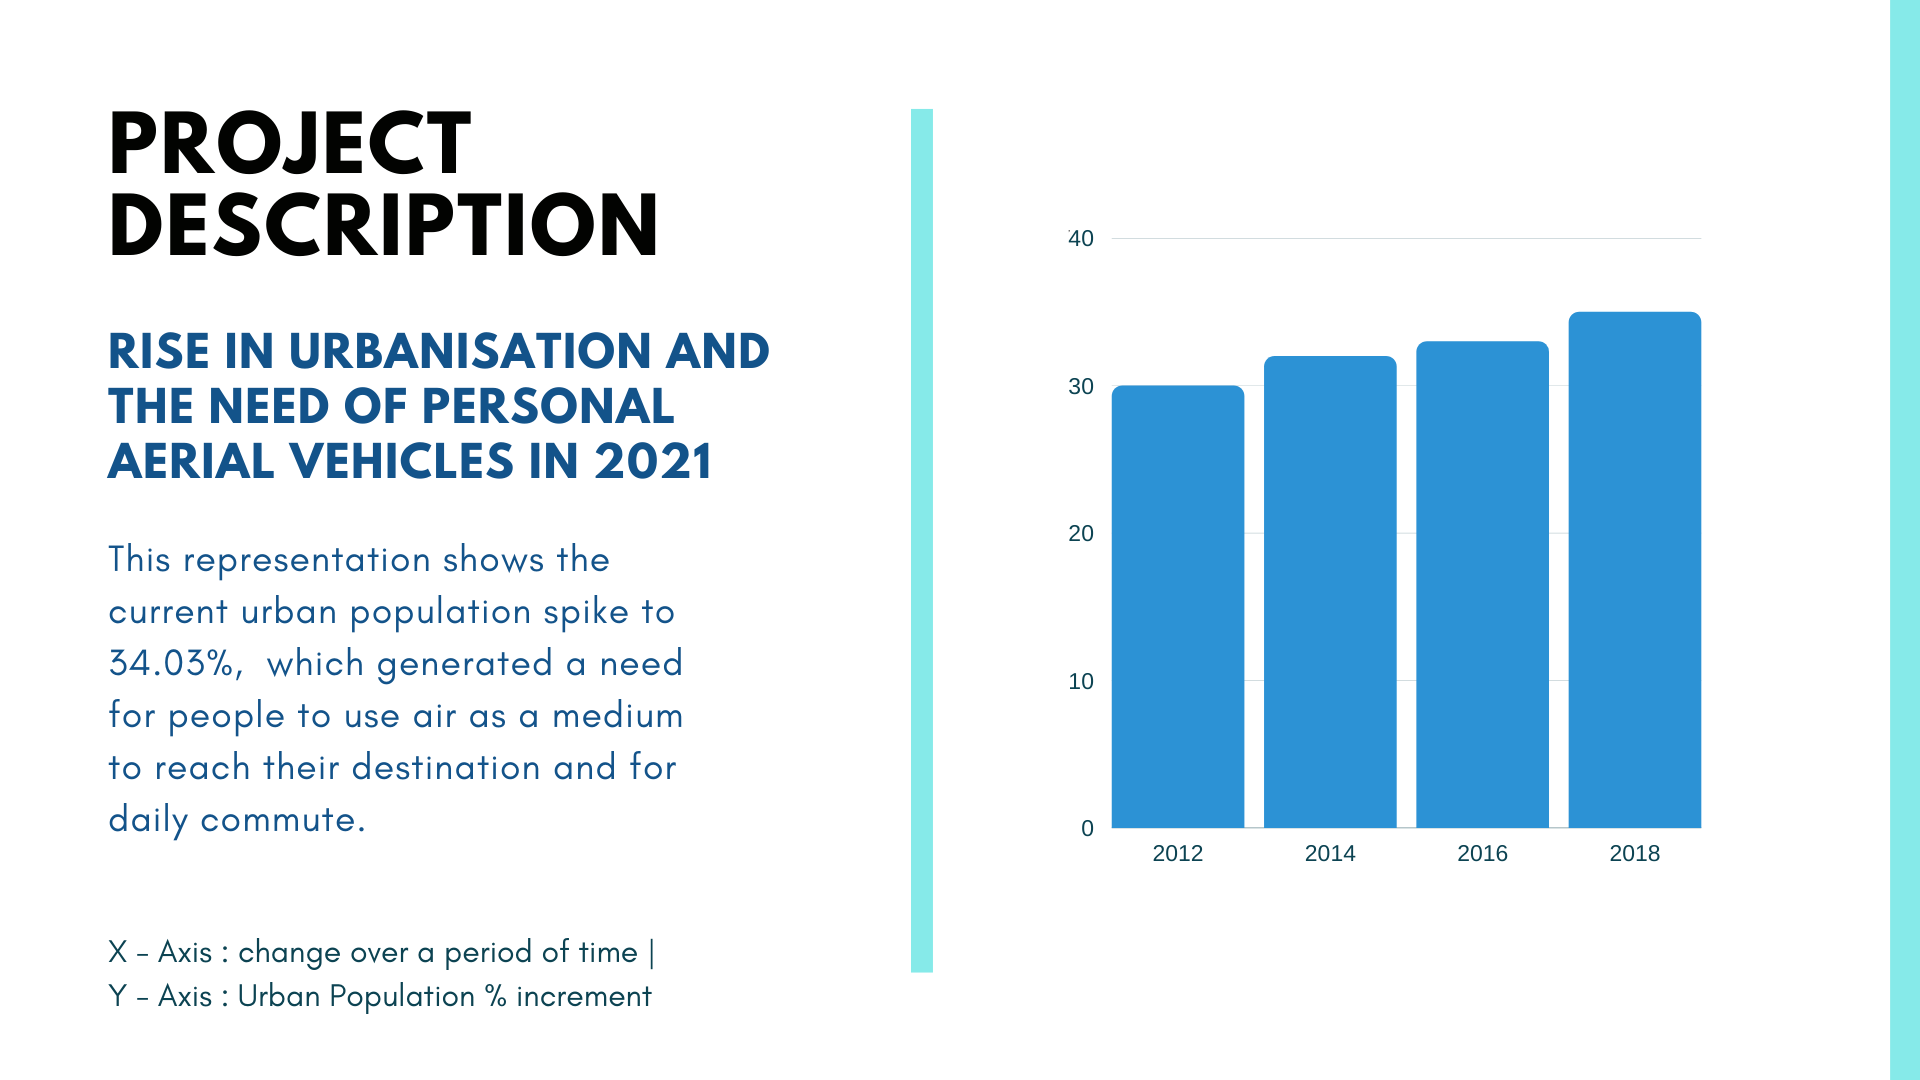 PROJECT
DESCRIPTION
RISE IN URBANISATION AND
THE NEED OF PERSONAL
AERIAL VEHICLES IN 2021
This representation shows the
current urban population spike to
34.03%,  which generated a need
for people to use air as a medium
to reach their destination and for
daily commute.
X - Axis : change over a period of time |
Y - Axis : Urban Population % increment
40
30
20
10
0
2012 2014 2016 2018